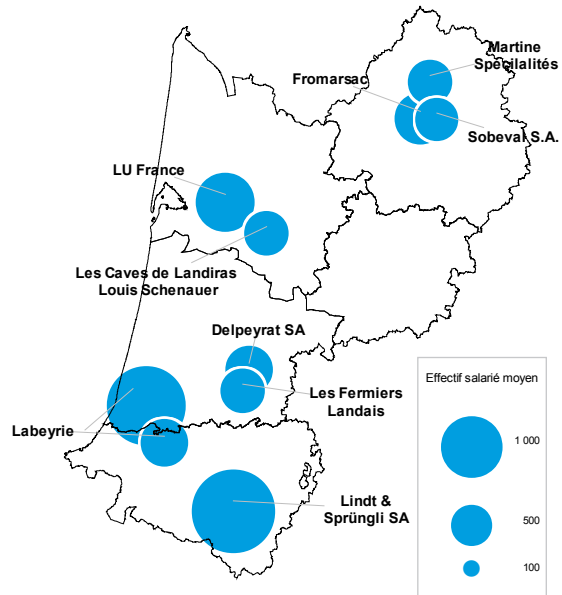 Martine
Spécilalités
Fromarsac
Sobeval S.A.
LU France
Les Caves de Landiras
Louis Schenauer
Delpeyrat SA
Les Fermiers
Landais
Labeyrie
Lindt &
Sprüngli SA
Effectif salarié moyen
1 000
500
100